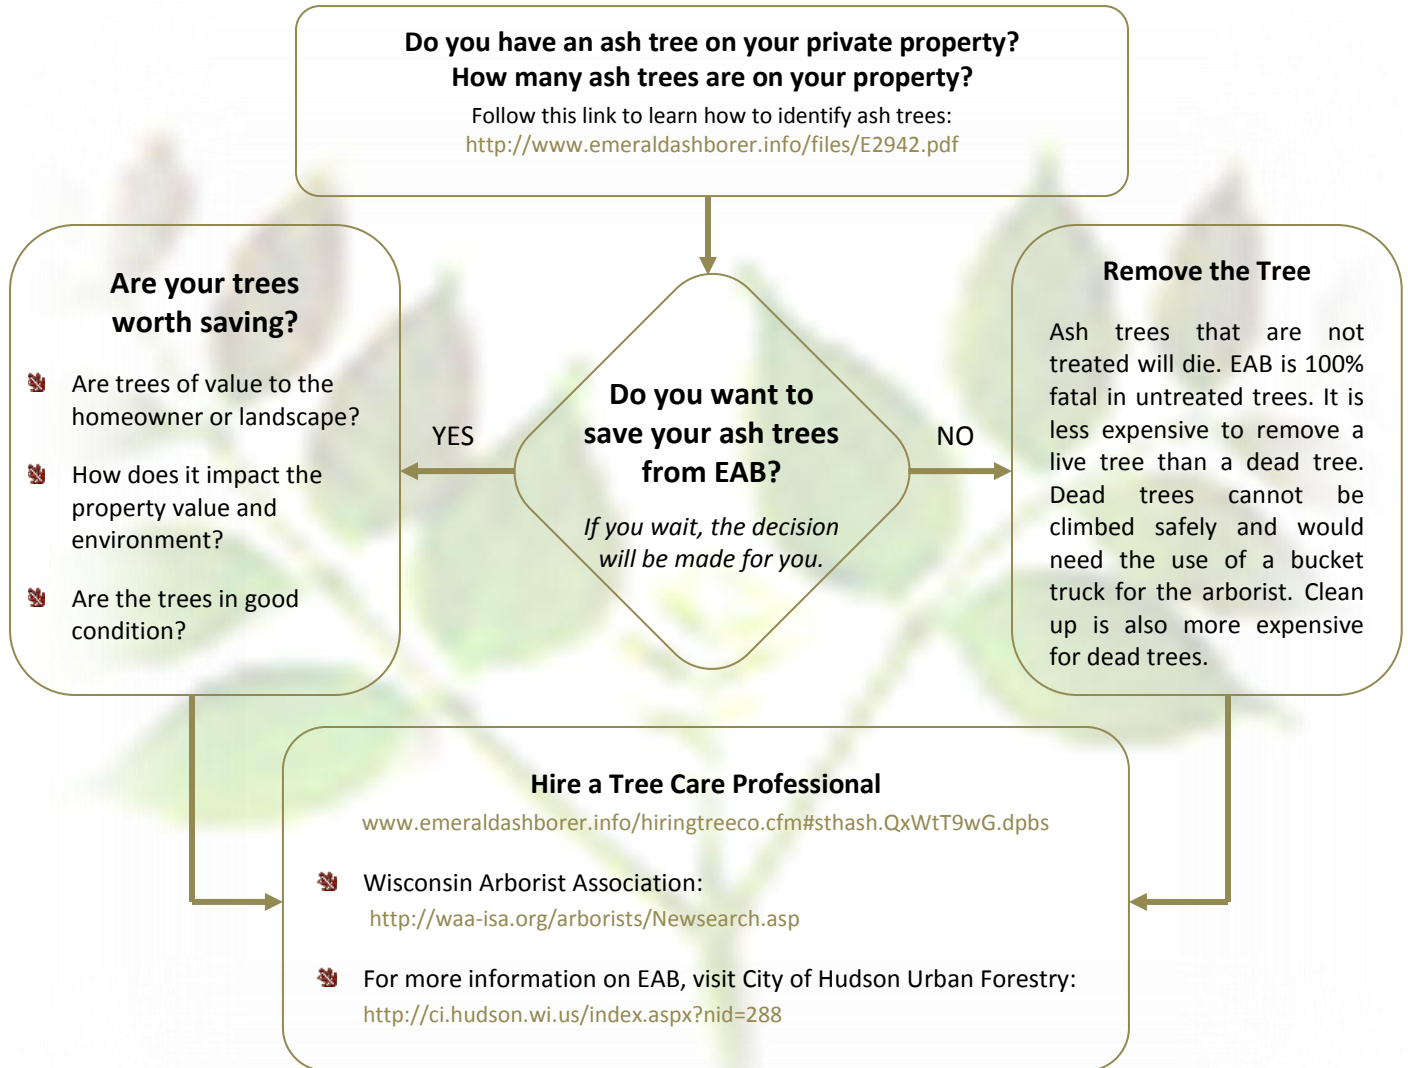 Do you have an ash tree on your private property?
How many ash trees are on your property?
Follow this link to learn how to identify ash trees:
http://www.emeraldashborer.info/files/E2942.pdf
Are your trees
worth saving?
Are trees of value to the
homeowner or landscape?
How does it impact the
property value and
environment?
Are the trees in good
condition?
YES
Do you want to
save your ash trees
from EAB?
If you wait, the decision
will be made for you.
NO
Remove the Tree
Ash trees that are not
treated will die. EAB is 100%
fatal in untreated trees. It is
less expensive to remove a
live tree than a dead tree.
Dead trees cannot be
climbed safely and would
need the use of a bucket
truck for the arborist. Clean
up is also more expensive
for dead trees.
Hire a Tree Care Professional
www.emeraldashborer.info/hiringtreeco.cfm#sthash.QxWtT9wG.dpbs
Wisconsin Arborist Association:
http://waa-isa.org/arborists/Newsearch.asp
For more information on EAB, visit City of Hudson Urban Forestry:
http://ci.hudson.wi.us/index.aspx?nid=288